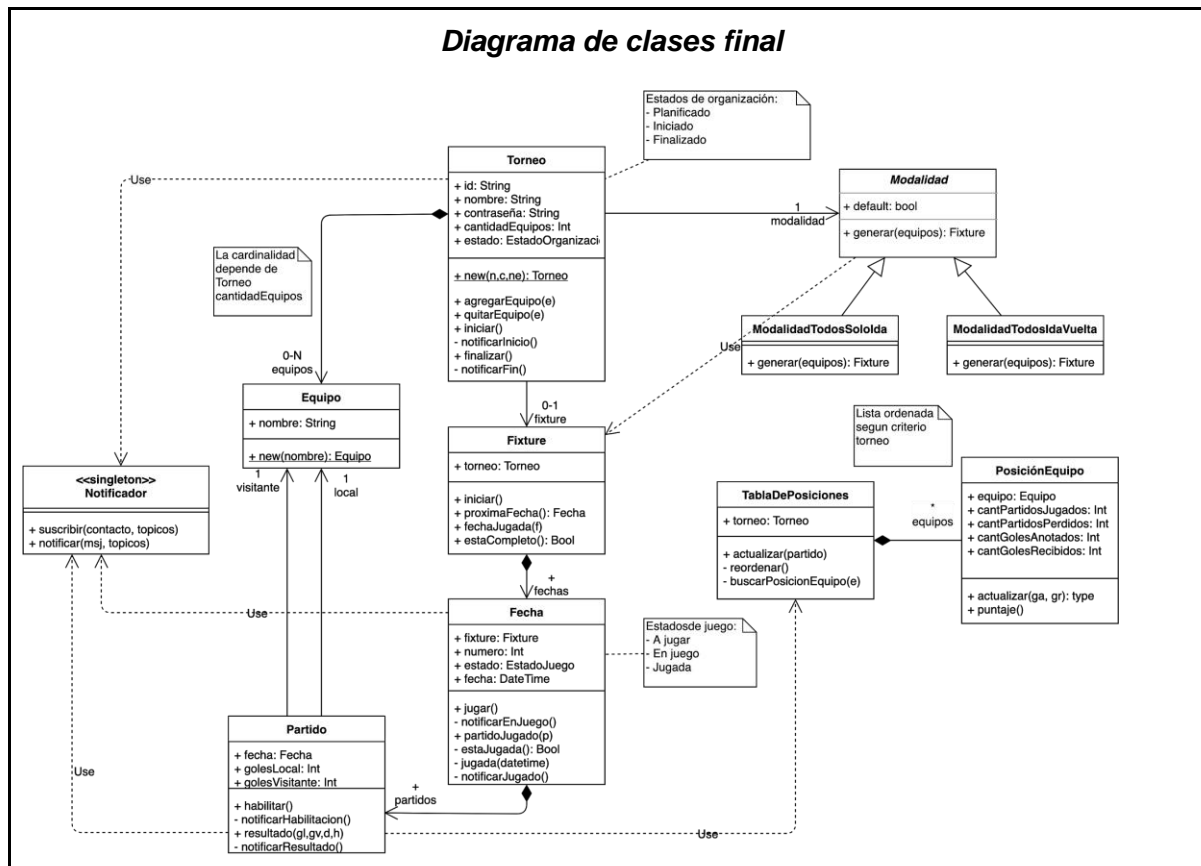 Diagrama de clases final
Estados de organización:
- Planificado
- Iniciado
- Finalizado
Torneo
+ id: String
+ nombre: String
+ contraseña: String
+ cantidadEquipos: Int
+ estado: EstadoOrganizaci
+ new(n,c,ne): Torneo
+ agregarEquipo(e)
+ quitarEquipo(e)
+ iniciar()
- notificarInicio()
+ finalizar()
- notificarFin()
Use
Modalidad
+ default: bool
+ generar(equipos): Fixture
1
modalidad
La cardinalidad
depende de
Torneo
cantidadEquipos
ModalidadTodosSoloIda
+ generar(equipos): Fixture
ModalidadTodosIdaVuelta
+ generar(equipos): Fixture
Use
0-N
equipos
Equipo
+ nombre: String
+ new(nombre): Equipo
0-1
fixture
Fixture
+ torneo: Torneo
+ iniciar()
+ proximaFecha(): Fecha
+ fechaJugada(f)
+ estaCompleto(): Bool
Lista ordenada
segun criterio
torneo
<<singleton>>
Notificador
+ suscribir(contacto, topicos)
+ notificar(msj, topicos)
1
visitante
1
local
TablaDePosiciones
+ torneo: Torneo
+ actualizar(partido)
- reordenar()
- buscarPosicionEquipo(e)
*
equipos
PosiciónEquipo
+ equipo: Equipo
+ cantPartidosJugados: Int
+ cantPartidosPerdidos: Int
+ cantGolesAnotados: Int
+ cantGolesRecibidos: Int
+ actualizar(ga, gr): type
+ puntaje()
+
fechas
Use
Fecha
+ fixture: Fixture
+ numero: Int
+ estado: EstadoJuego
+ fecha: DateTime
+ jugar()
- notificarEnJuego()
+ partidoJugado(p)
- estaJugada(): Bool
- jugada(datetime)
- notificarJugado()
Estadosde juego:
- A jugar
- En juego
- Jugada
Partido
+ fecha: Fecha
+ golesLocal: Int
+ golesVisitante: Int
+ habilitar()
- notificarHabilitacion()
+ resultado(gl,gv,d,h)
- notificarResultado()
Use
+
partidos
Use